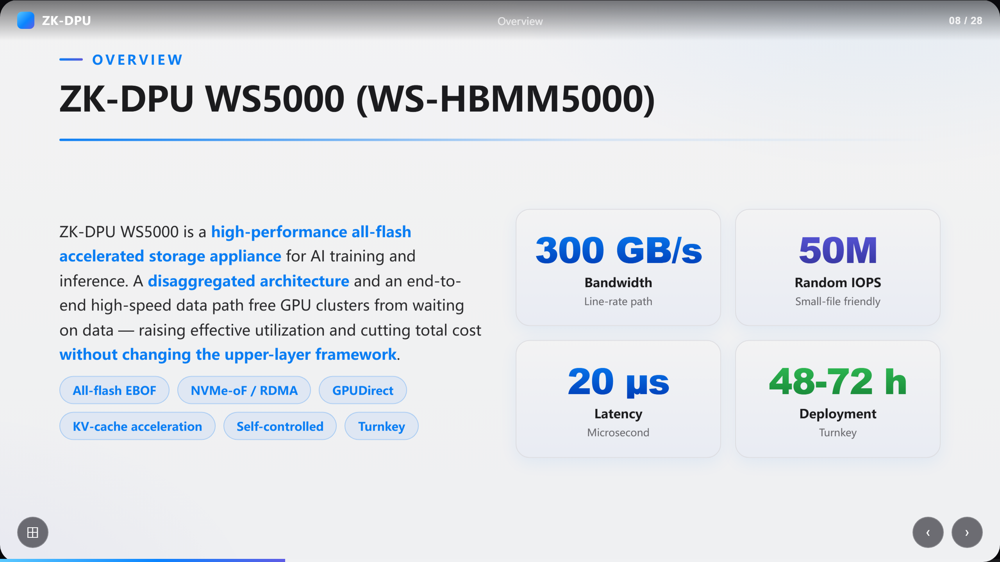 ZK-DPU
Overview
08 / 28
OVERVIEW
ZK-DPU WS5000 (WS-HBMM5000)
ZK-DPU WS5000 is a high-performance all-flash
accelerated storage appliance for AI training and
inference. A disaggregated architecture and an end-to-
end high-speed data path free GPU clusters from waiting
on data — raising effective utilization and cutting total cost
without changing the upper-layer framework.
All-flash EBOF
NVMe-oF / RDMA
GPUDirect
KV-cache acceleration
Self-controlled
Turnkey
300 GB/s
Bandwidth
Line-rate path
50M
Random IOPS
Small-file friendly
20 µs
Latency
Microsecond
48-72 h
Deployment
Turnkey